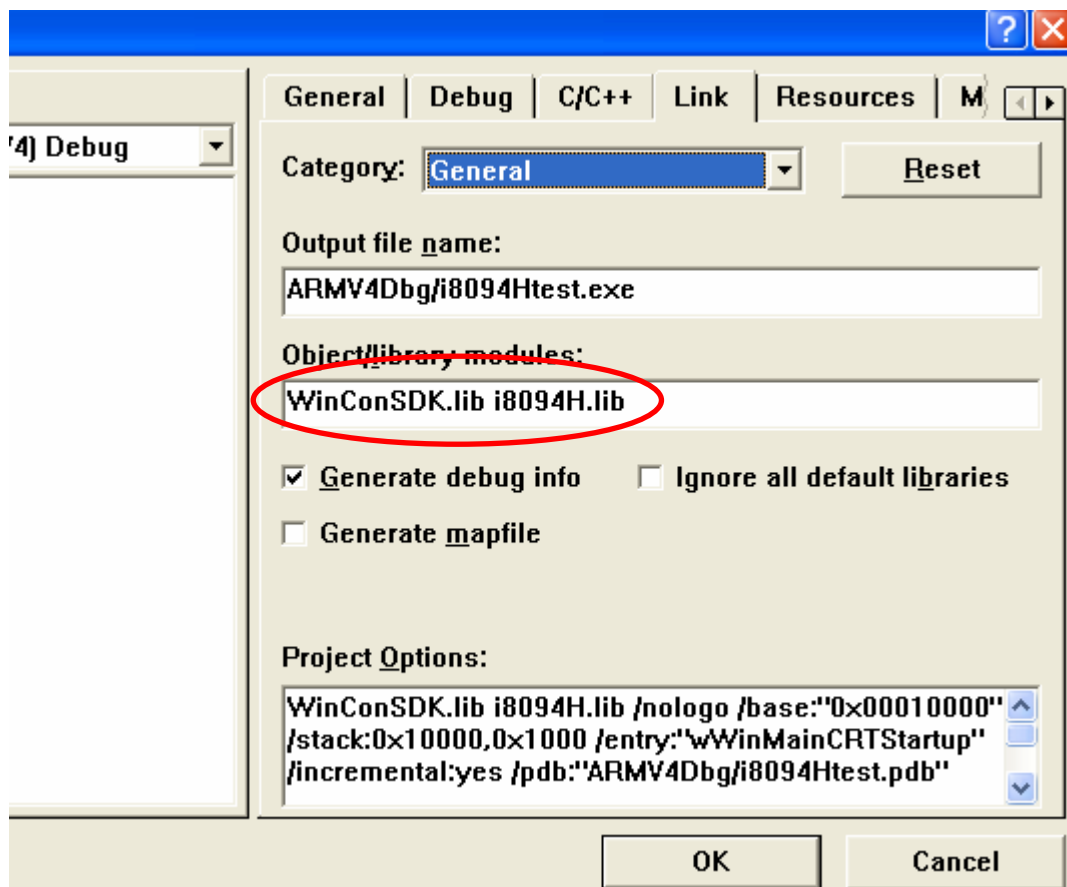 General Debug C/C++ Link Resources M
4) Debug
Category: General Reset
Output file name:
ARMV4Dbg/i8094Htest.exe
Object/library modules:
WinConSDK.lib i8094H.lib
Generate debug info Ignore all default libraries
Generate mapfile
Project Options:
WinConSDK.lib i8094H.lib /nologo /base:"0x00010000"
/stack:0x10000,0x1000 /entry:"wWinMainCRTStartup"
/incremental:yes /pdb:"ARMV4Dbg/i8094Htest.pdb"
OK Cancel